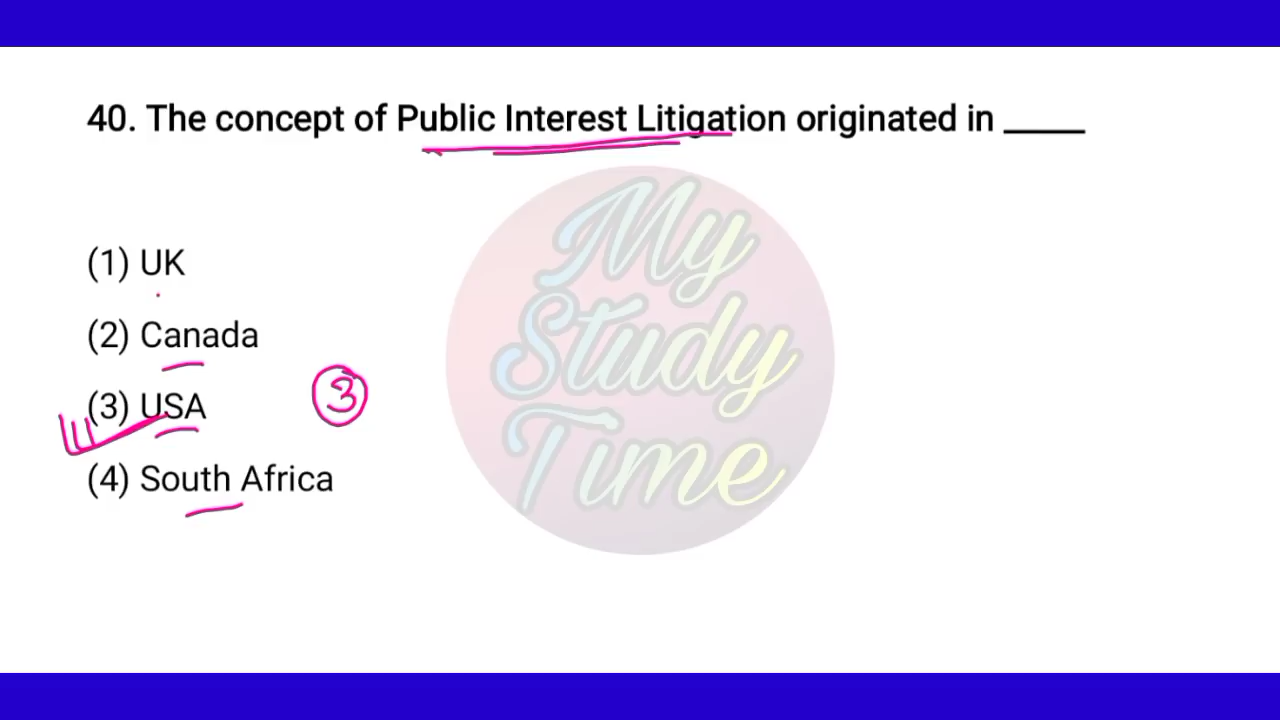 40. The concept of Public Interest Litigation originated in _____
(1) UK
(2) Canada
(3) USA
3
(4) South Africa
My
Study
Time